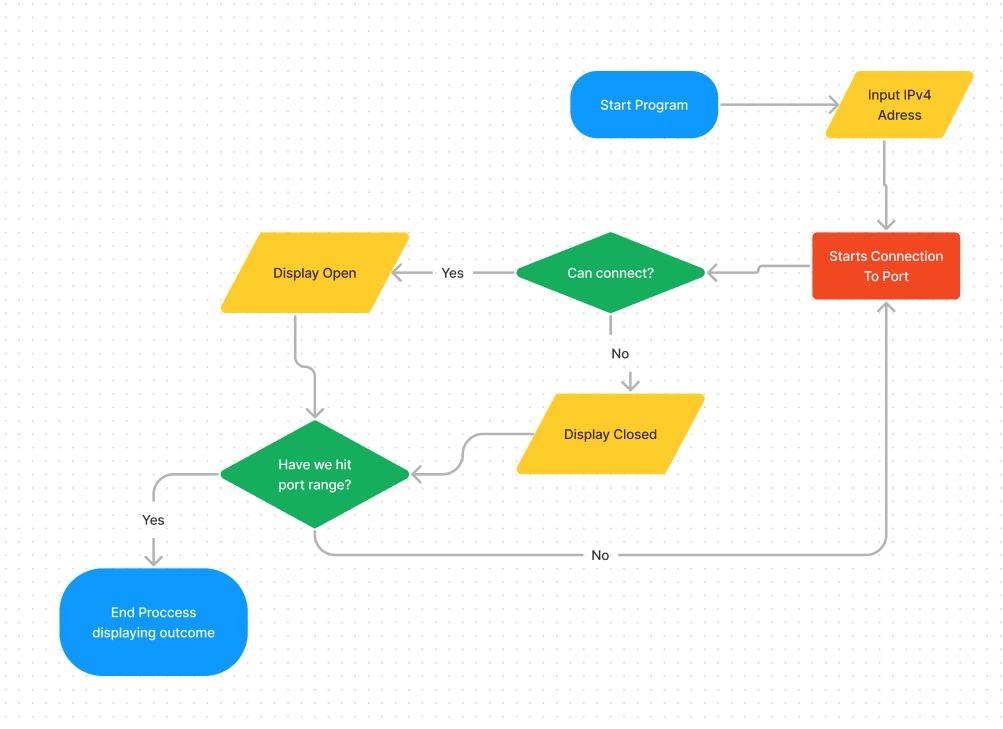 Start Program
Input IPv4
Adress
Starts Connection
To Port
Can connect?
Yes
Display Open
No
Display Closed
Have we hit
port range?
Yes
No
End Proccess
displaying outcome